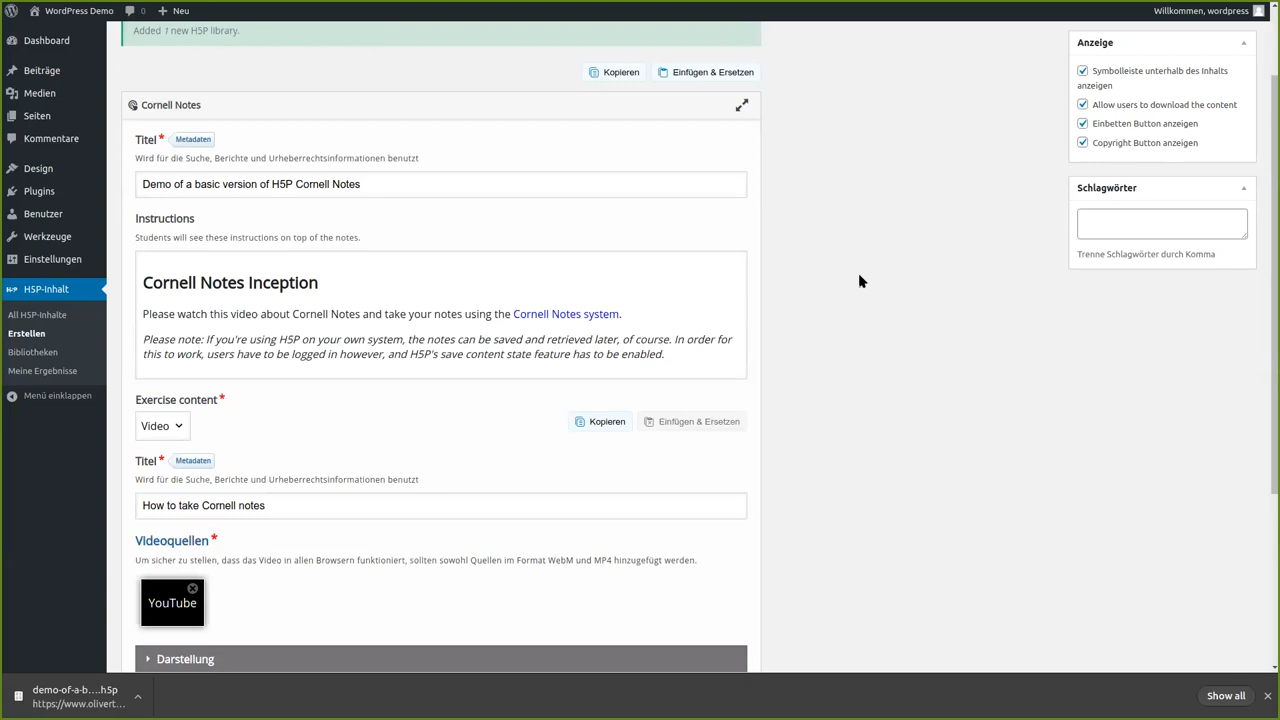 WordPress Demo
0
Neu
Willkommen, wordpress
Dashboard
Beiträge
Medien
Seiten
Kommentare
Design
Plugins
Benutzer
Werkzeuge
Einstellungen
H5P-Inhalt
All H5P-Inhalte
Erstellen
Bibliotheken
Meine Ergebnisse
Menü einklappen
Added 1 new H5P library.
Kopieren
Einfügen & Ersetzen
Cornell Notes
Titel*
Metadaten
Wird für die Suche, Berichte und Urheberrechtsinformationen benutzt
Demo of a basic version of H5P Cornell Notes
Instructions
Students will see these instructions on top of the notes.
Cornell Notes Inception
Please watch this video about Cornell Notes and take your notes using the Cornell Notes system.
Please note: If you're using H5P on your own system, the notes can be saved and retrieved later, of course. In order for
this to work, users have to be logged in however, and H5P's save content state feature has to be enabled.
Exercise content*
Video
Kopieren
Einfügen & Ersetzen
Titel*
Metadaten
Wird für die Suche, Berichte und Urheberrechtsinformationen benutzt
How to take Cornell notes
Videoquellen*
Um sicher zu stellen, dass das Video in allen Browsern funktioniert, sollten sowohl Quellen im Format WebM und MP4 hinzugefügt werden.
YouTube
Darstellung
Anzeige
Symbolleiste unterhalb des Inhalts
anzeigen
Allow users to download the content
Einbetten Button anzeigen
Copyright Button anzeigen
Schlagwörter
Trenne Schlagwörter durch Komma
demo-of-a-b....h5p
https://www.olivert...
Show all